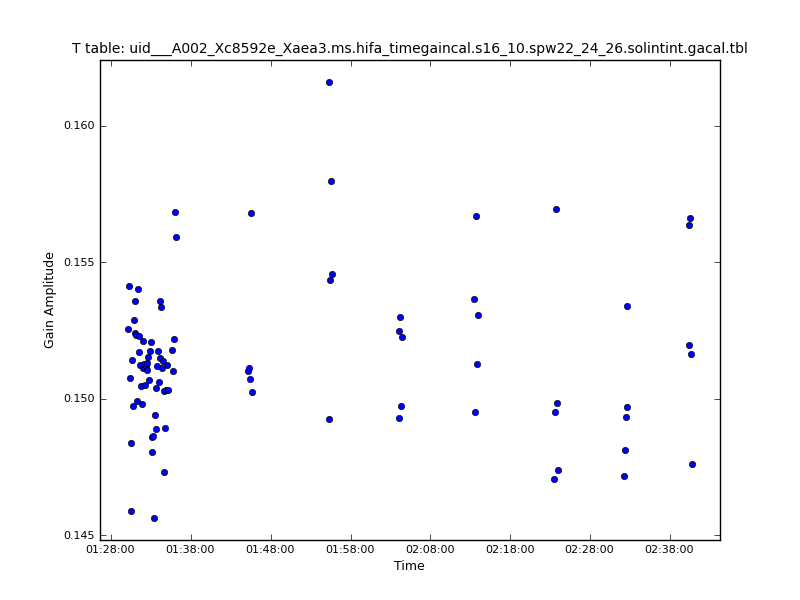 T table: uid___A002_Xc8592e_Xaea3.ms.hifa_timegaincal.s16_10.spw22_24_26.solintint.gacal.tbl
0.160
0.155
0.150
0.145
Gain Amplitude
01:28:00 01:38:00 01:48:00 01:58:00 02:08:00 02:18:00 02:28:00 02:38:00
Time